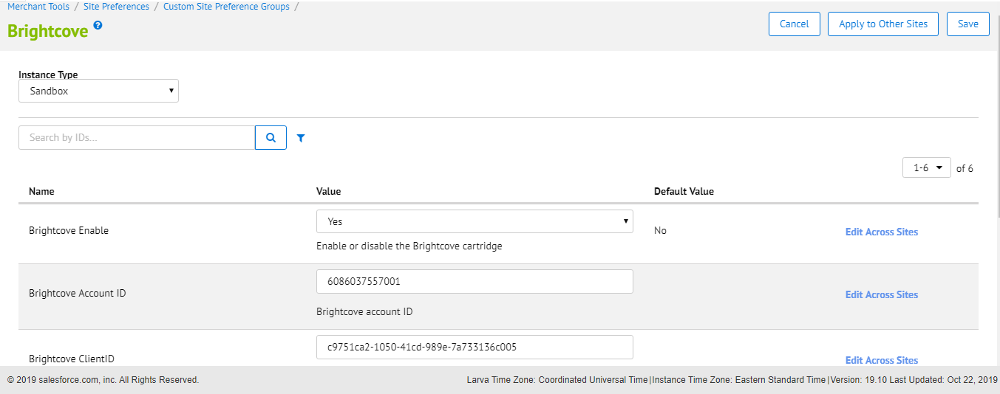 Merchant Tools / Site Preferences / Custom Site Preference Groups /
Brightcove ?
Cancel Apply to Other Sites Save
Instance Type
Sandbox
Search by IDs...
1-6 of 6
Name Value Default Value
Brightcove Enable Yes No Edit Across Sites
Enable or disable the Brightcove cartridge
Brightcove Account ID 6086037557001 Edit Across Sites
Brightcove account ID
Brightcove ClientID c9751ca2-1050-41cd-989e-7a733136c005 Edit Across Sites
© 2019 salesforce.com, inc. All Rights Reserved. Larva Time Zone: Coordinated Universal Time|Instance Time Zone: Eastern Standard Time|Version: 19.10 Last Updated: Oct 22, 2019